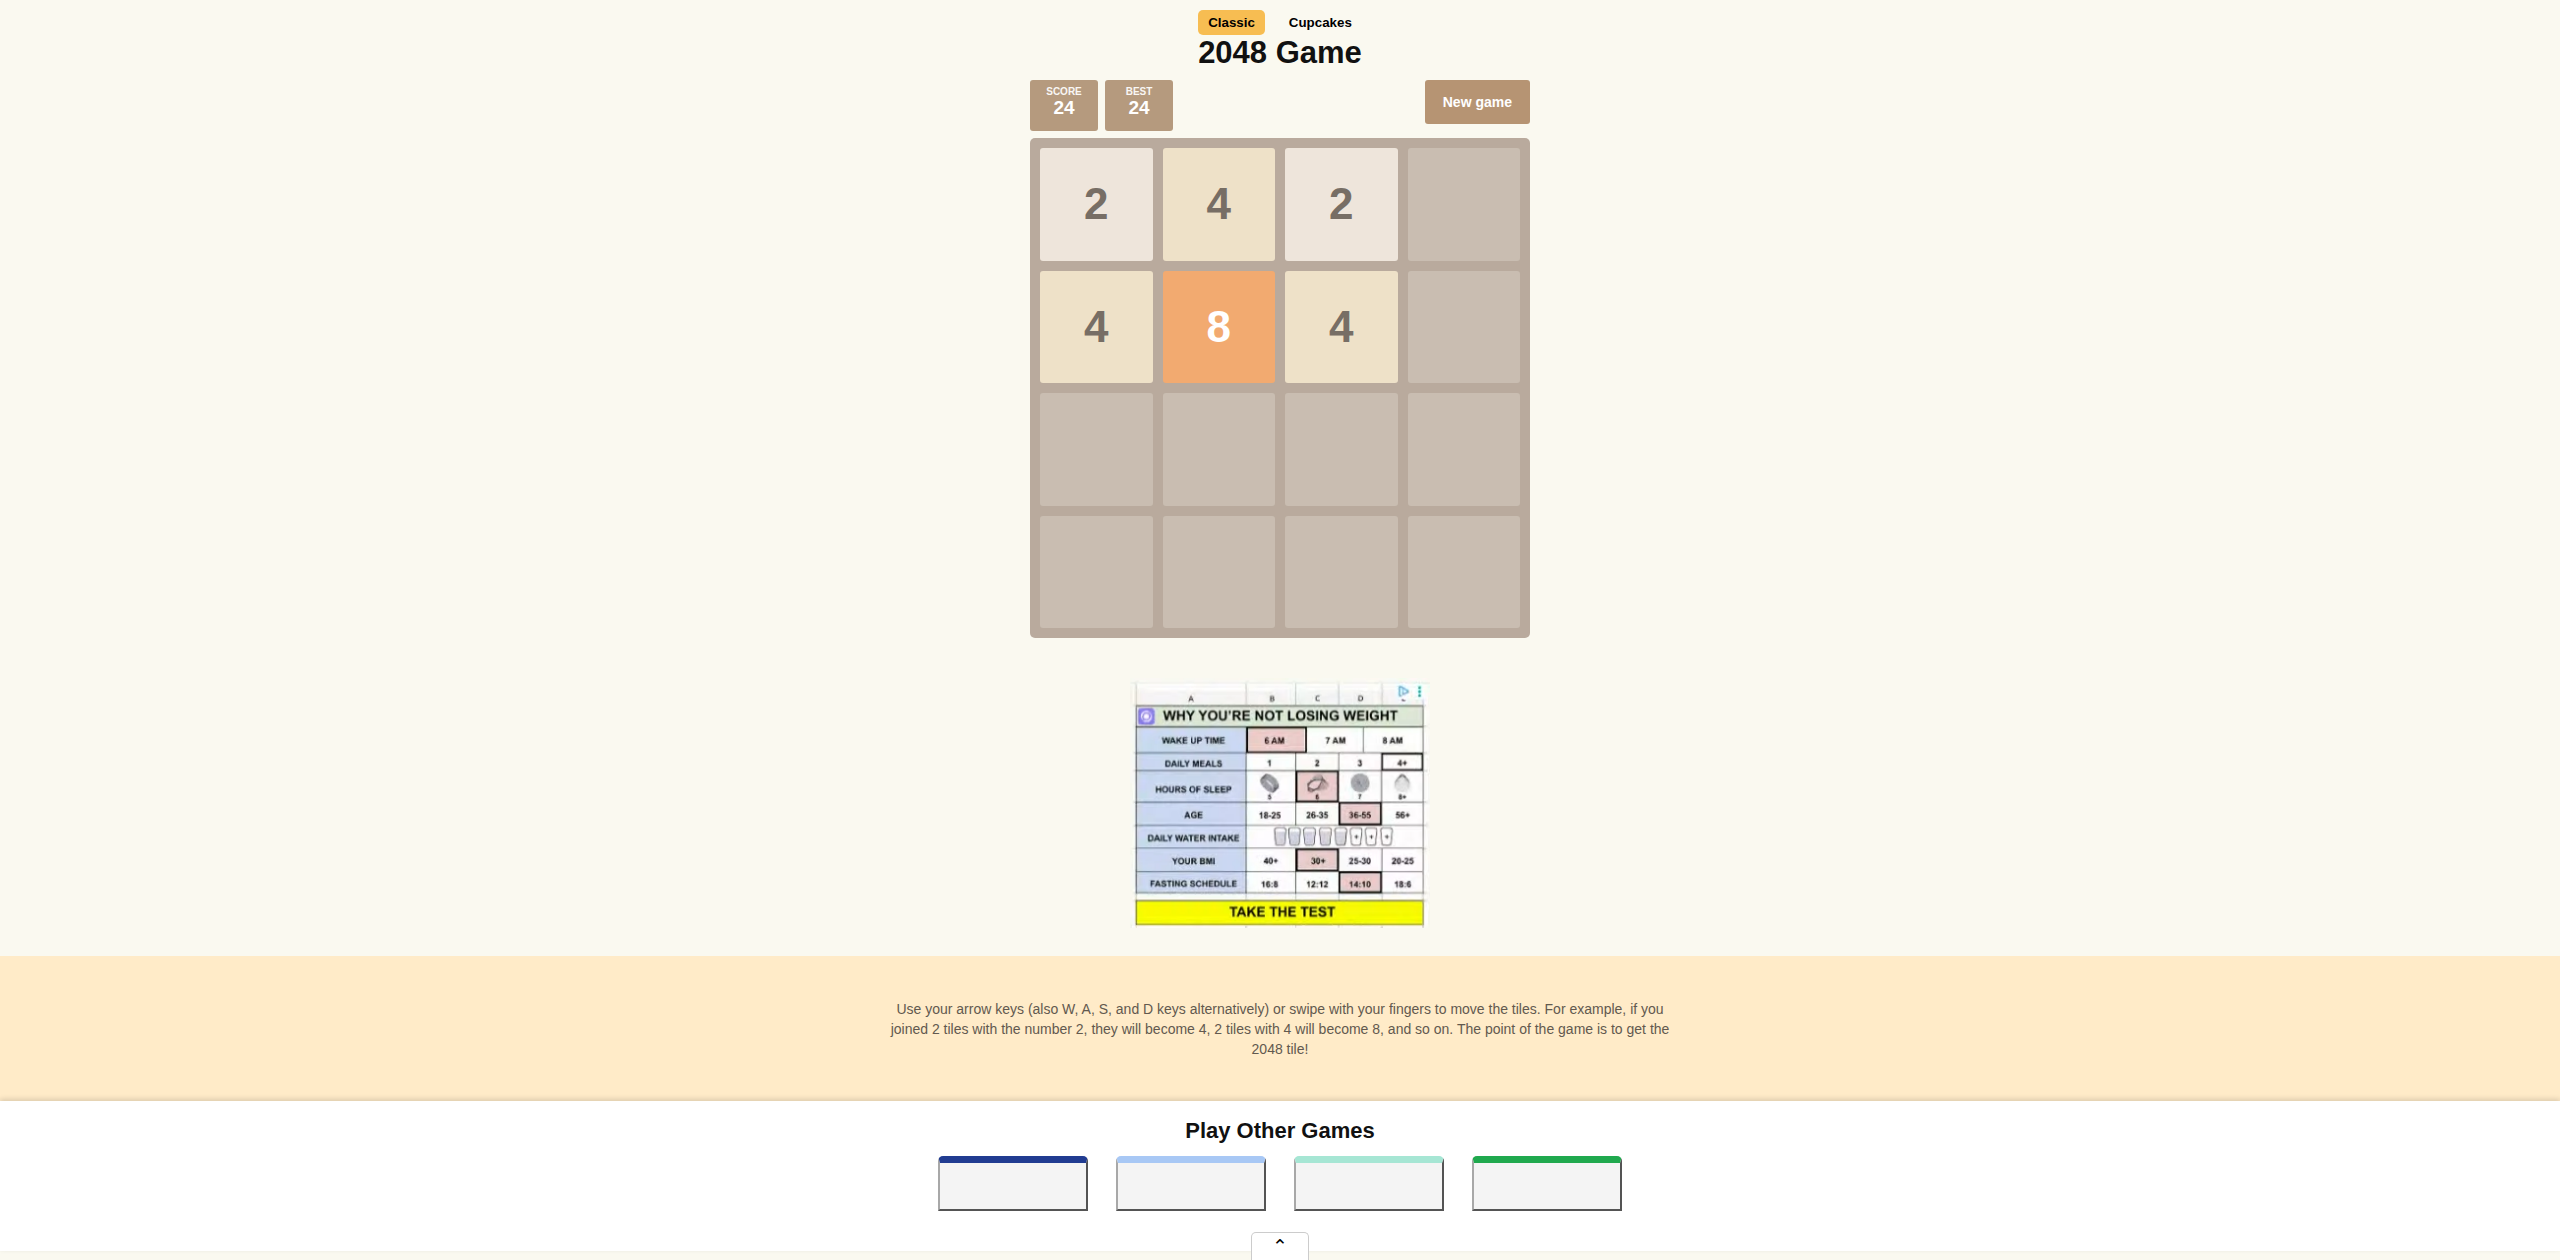 Classic Cupcakes
2048 Game
SCORE
24
BEST
24
New game
2 4 2
4 8 4
A B C D
WHY YOU'RE NOT LOSING WEIGHT
WAKE UP TIME 6 AM 7 AM 8 AM
DAILY MEALS 1 2 3 4+
HOURS OF SLEEP 5 6 7 8+
AGE 18-25 26-35 36-55 56+
DAILY WATER INTAKE
YOUR BMI 40+ 30+ 25-30 20-25
FASTING SCHEDULE 16:8 12:12 14:10 18:6
TAKE THE TEST
Use your arrow keys (also W, A, S, and D keys alternatively) or swipe with your fingers to move the tiles. For example, if you
joined 2 tiles with the number 2, they will become 4, 2 tiles with 4 will become 8, and so on. The point of the game is to get the
2048 tile!
Play Other Games